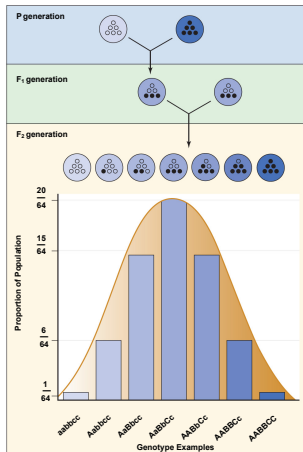 P generation
F₁ generation
F₂ generation
20
64
15
64
6
64
1
64
Proportion of Population
aabbcc
Aabbcc
AaBbcc
AaBbCc
AABbCc
AABBCc
AABBCC
Genotype Examples